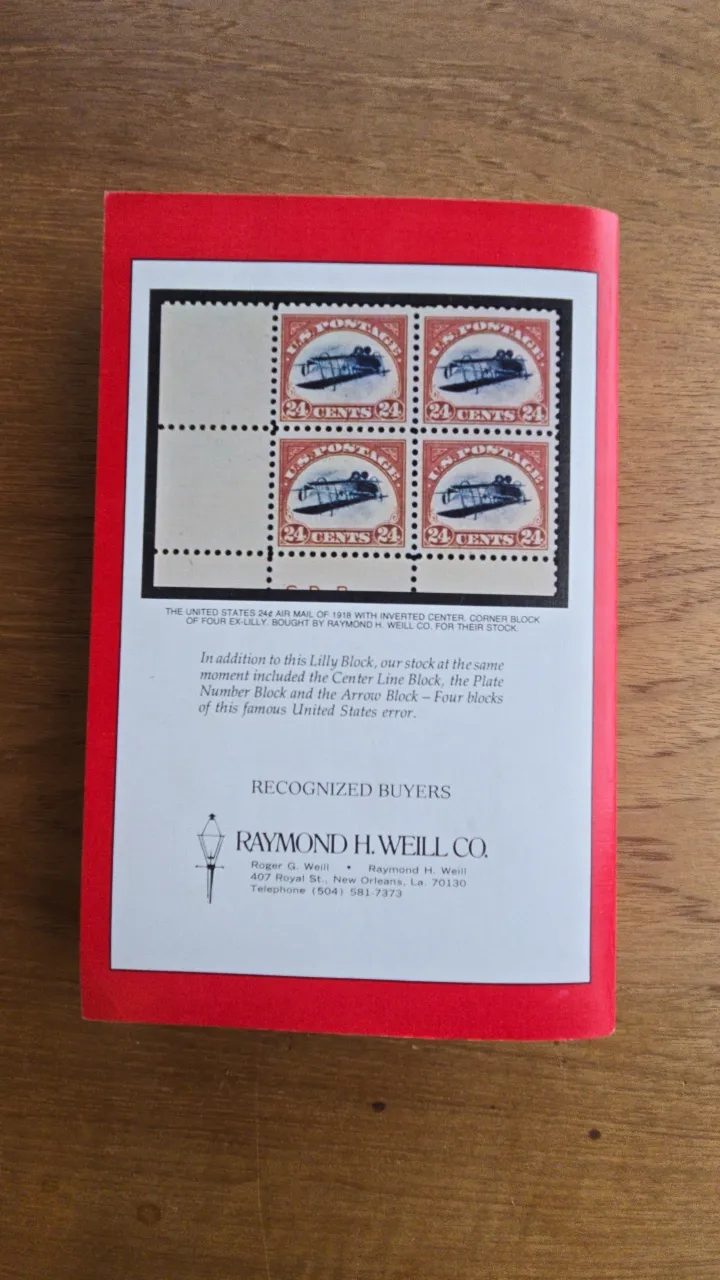 U.S. POSTAGE U.S. POSTAGE
24 CENTS 24 24 CENTS 24
U.S. POSTAGE U.S. POSTAGE
24 CENTS 24 24 CENTS 24
THE UNITED STATES 24¢ AIR MAIL OF 1918 WITH INVERTED CENTER. CORNER BLOCK
OF FOUR EX-LILLY. BOUGHT BY RAYMOND H. WEILL CO. FOR THEIR STOCK.
In addition to this Lilly Block, our stock at the same
moment included the Center Line Block, the Plate
Number Block and the Arrow Block – Four blocks
of this famous United States error.
RECOGNIZED BUYERS
RAYMOND H. WEILL CO.
Roger G. Weill • Raymond H. Weill
407 Royal St., New Orleans, La. 70130
Telephone (504) 581-7373